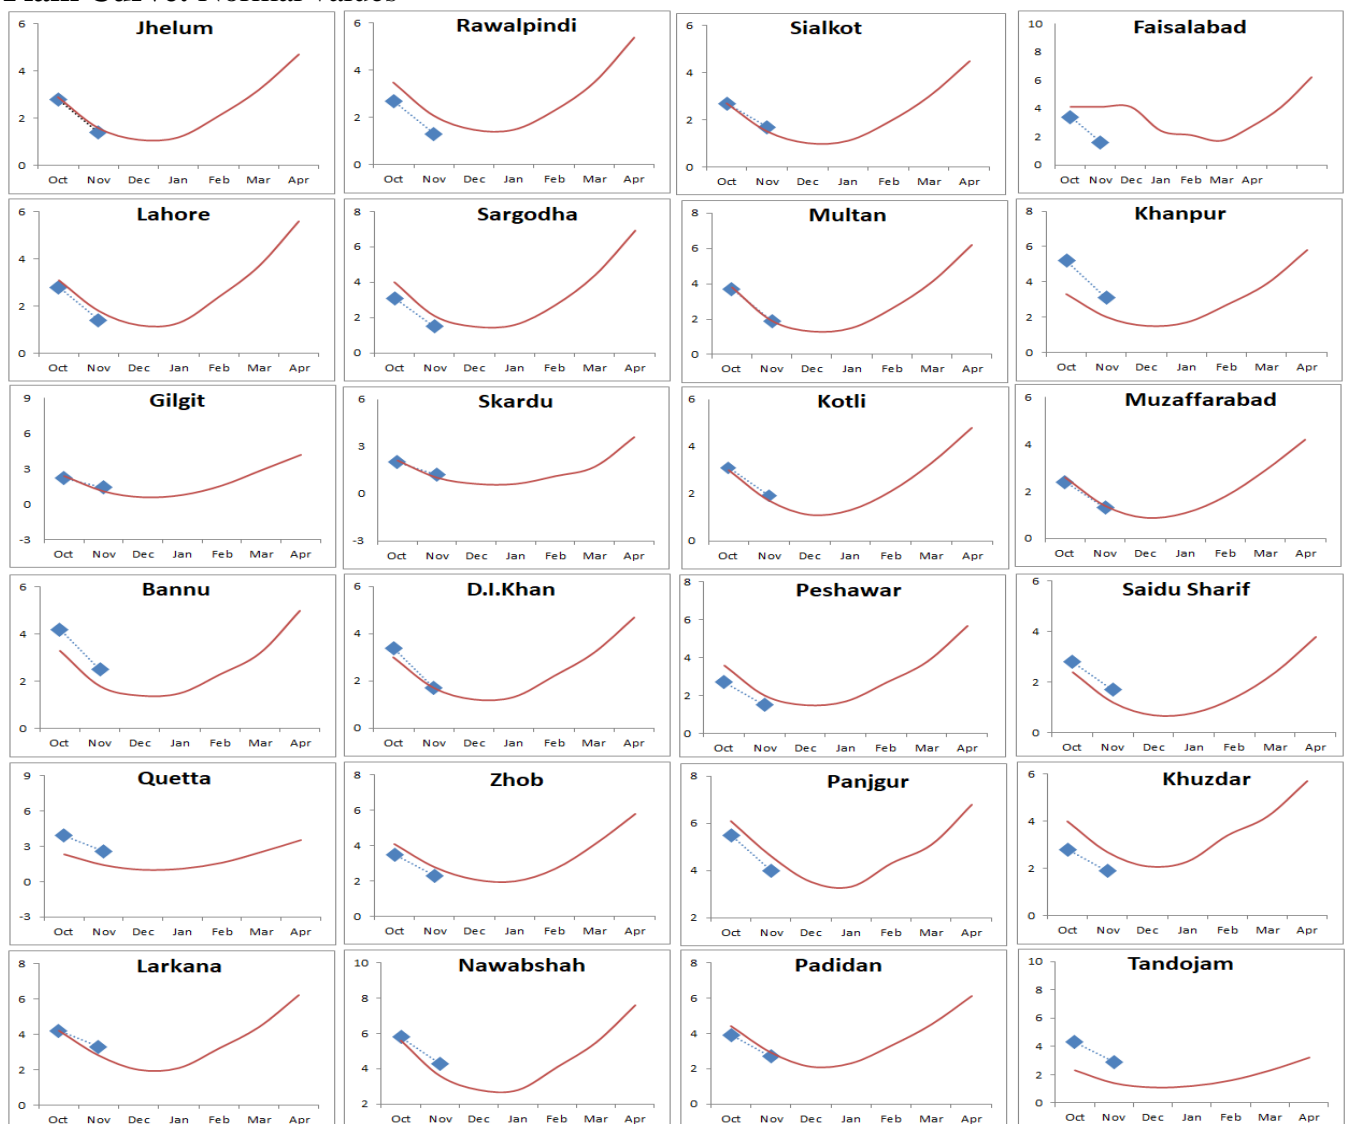 Plain Curve: Normal Values
Jhelum
6
4
2
0
Oct Nov Dec Jan Feb Mar Apr
Rawalpindi
6
4
2
0
Oct Nov Dec Jan Feb Mar Apr
Sialkot
6
4
2
0
Oct Nov Dec Jan Feb Mar Apr
Faisalabad
10
8
6
4
2
0
Oct Nov Dec Jan Feb Mar Apr
Lahore
6
4
2
0
Oct Nov Dec Jan Feb Mar Apr
Sargodha
8
6
4
2
0
Oct Nov Dec Jan Feb Mar Apr
Multan
8
6
4
2
0
Oct Nov Dec Jan Feb Mar Apr
Khanpur
8
6
4
2
0
Oct Nov Dec Jan Feb Mar Apr
Gilgit
9
6
3
0
-3
Oct Nov Dec Jan Feb Mar Apr
Skardu
6
3
0
-3
Oct Nov Dec Jan Feb Mar Apr
Kotli
6
4
2
0
Oct Nov Dec Jan Feb Mar Apr
Muzaffarabad
6
4
2
0
Oct Nov Dec Jan Feb Mar Apr
Bannu
6
4
2
0
Oct Nov Dec Jan Feb Mar Apr
D.I.Khan
6
4
2
0
Oct Nov Dec Jan Feb Mar Apr
Peshawar
8
6
4
2
0
Oct Nov Dec Jan Feb Mar Apr
Saidu Sharif
6
4
2
0
Oct Nov Dec Jan Feb Mar Apr
Quetta
9
6
3
0
-3
Oct Nov Dec Jan Feb Mar Apr
Zhob
8
6
4
2
0
Oct Nov Dec Jan Feb Mar Apr
Panjgur
8
6
4
2
Oct Nov Dec Jan Feb Mar Apr
Khuzdar
6
4
2
0
Oct Nov Dec Jan Feb Mar Apr
Larkana
8
6
4
2
0
Oct Nov Dec Jan Feb Mar Apr
Nawabshah
10
8
6
4
2
Oct Nov Dec Jan Feb Mar Apr
Padidan
8
6
4
2
0
Oct Nov Dec Jan Feb Mar Apr
Tandojam
10
8
6
4
2
0
Oct Nov Dec Jan Feb Mar Apr